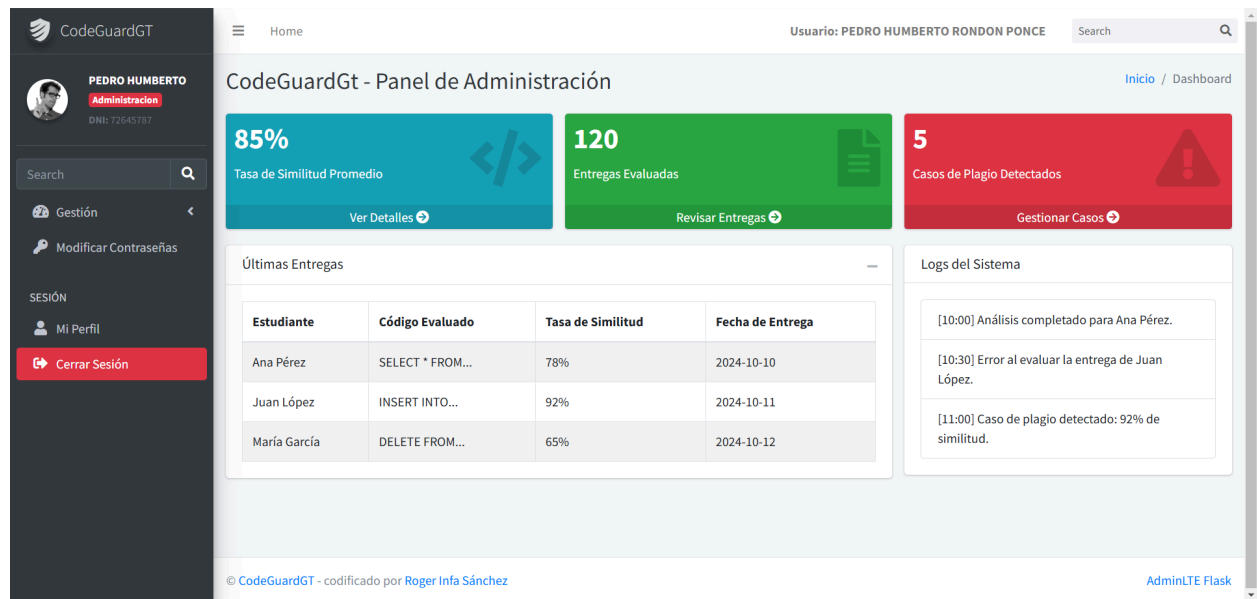 CodeGuardGT
Home
Usuario: PEDRO HUMBERTO RONDON PONCE
Search
PEDRO HUMBERTO
Administracion
DNI: 72645787
Search
Gestión
Modificar Contraseñas
SESIÓN
Mi Perfil
Cerrar Sesión
CodeGuardGt - Panel de Administración
Inicio / Dashboard
85%
Tasa de Similitud Promedio
Ver Detalles
120
Entregas Evaluadas
Revisar Entregas
5
Casos de Plagio Detectados
Gestionar Casos
Últimas Entregas
Estudiante Código Evaluado Tasa de Similitud Fecha de Entrega
Ana Pérez SELECT * FROM... 78% 2024-10-10
Juan López INSERT INTO... 92% 2024-10-11
María García DELETE FROM... 65% 2024-10-12
Logs del Sistema
[10:00] Análisis completado para Ana Pérez.
[10:30] Error al evaluar la entrega de Juan
López.
[11:00] Caso de plagio detectado: 92% de
similitud.
© CodeGuardGT - codificado por Roger Infa Sánchez
AdminLTE Flask